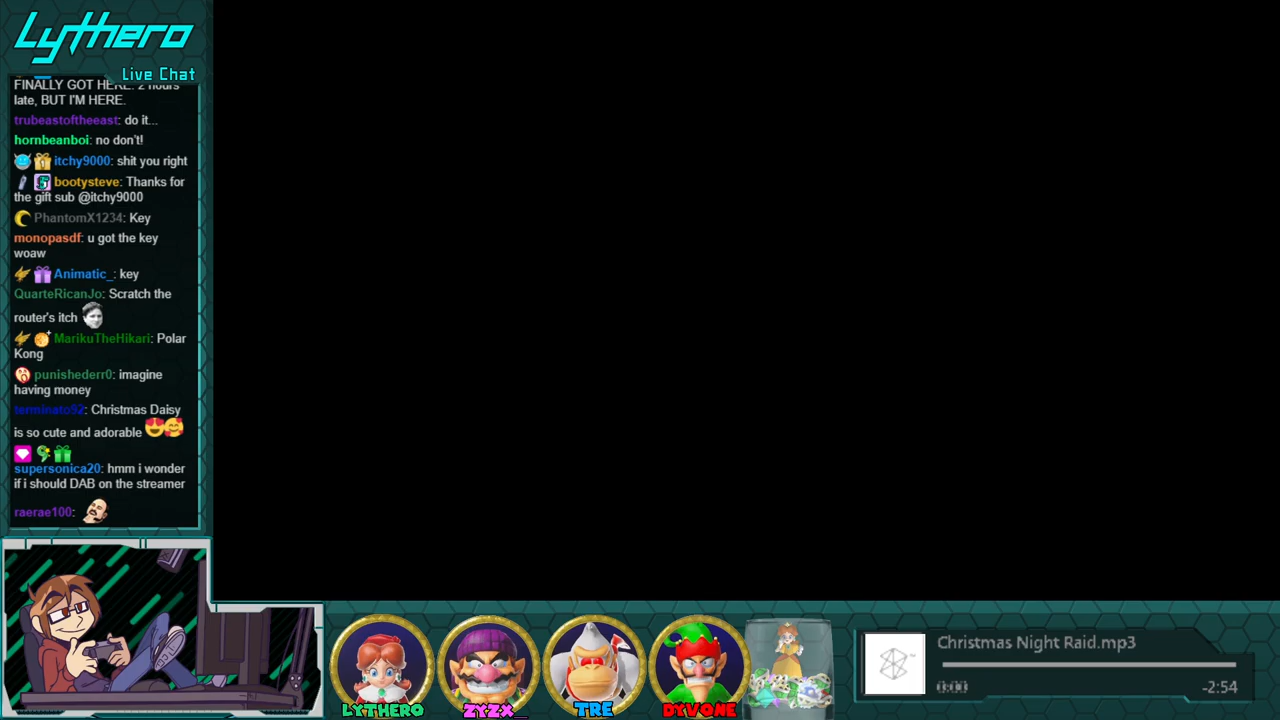 Lythero
Live Chat
FINALLY GOT HERE. 2 hours
late, BUT I'M HERE.
trubeastoftheeast: do it...
hornbeanboi: no don't!
itchy9000: shit you right
bootysteve: Thanks for
the gift sub @itchy9000
PhantomX1234: Key
monopasdf: u got the key
woaw
Animatic_: key
QuarteRicanJo: Scratch the
router's itch
MarikuTheHikari: Polar
Kong
punishederr0: imagine
having money
terminato92: Christmas Daisy
is so cute and adorable
supersonica20: hmm i wonder
if i should DAB on the streamer
raerae100:
LYTHERO
ZYZX_
TRE
DYVONE
Christmas Night Raid.mp3
0:00
-2:54